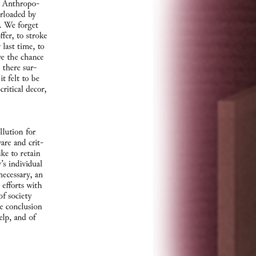 Anthropo-
rloaded by
. We forget
ffer, to stroke
last time, to
e the chance
there sur-
it felt to be
critical decor,
llution for
are and crit-
ke to retain
's individual
necessary, an
efforts with
of society
e conclusion
elp, and of